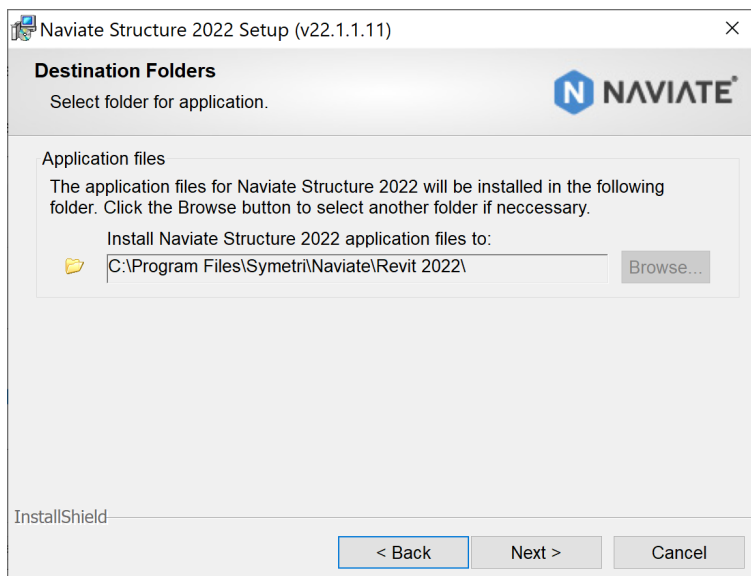 Naviate Structure 2022 Setup (v22.1.1.11)
Destination Folders
Select folder for application.
NAVIATE®
Application files
The application files for Naviate Structure 2022 will be installed in the following
folder. Click the Browse button to select another folder if neccessary.
Install Naviate Structure 2022 application files to:
C:\Program Files\Symetri\Naviate\Revit 2022\
Browse...
InstallShield
< Back
Next >
Cancel